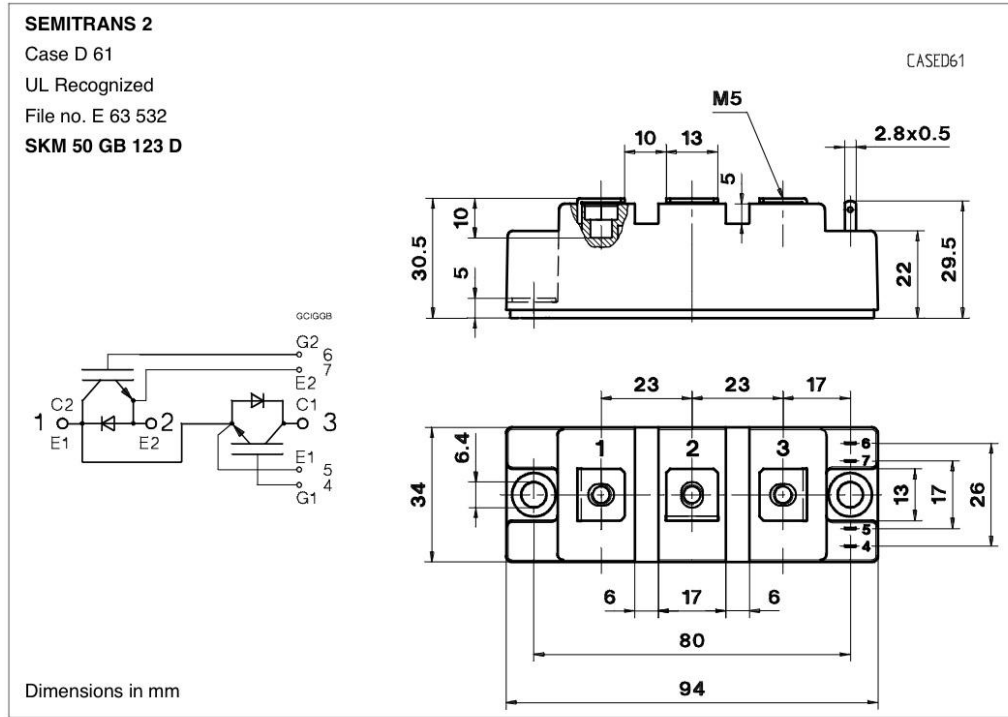 SEMITRANS 2
Case D 61
UL Recognized
File no. E 63 532
SKM 50 GB 123 D
CASED61
M5
10
13
5
2.8x0.5
10
30.5
5
22
29.5
GCIGGB
G2
6
7
E2
C2
1
2
E1
E2
C1
3
E1
5
4
G1
23
23
17
6.4
34
1
2
3
6
7
5
4
13
17
26
6
17
6
80
94
Dimensions in mm